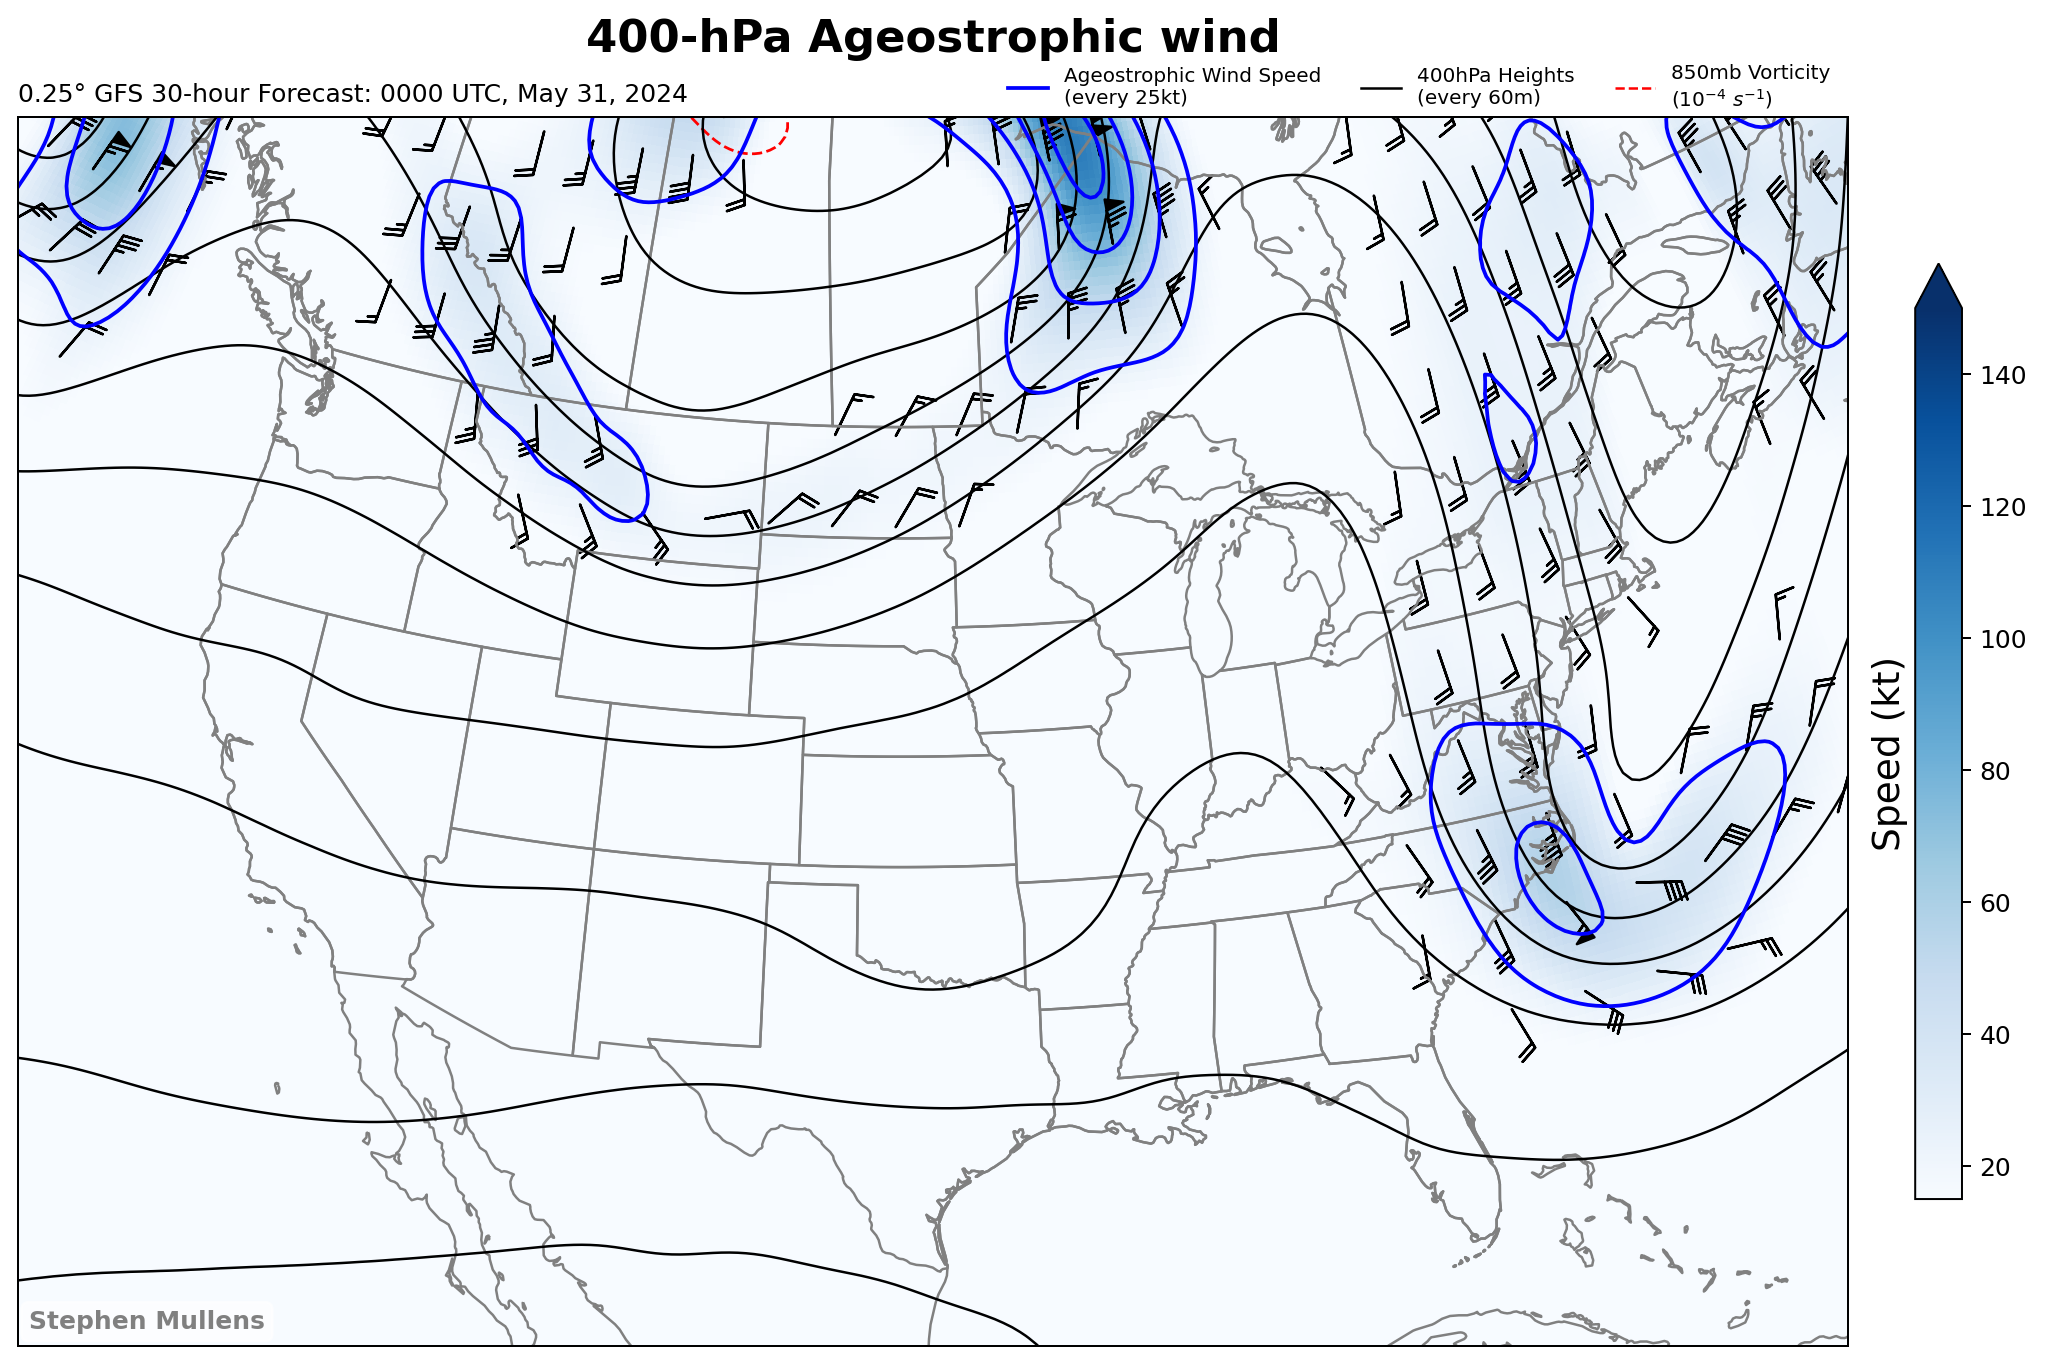 400-hPa Ageostrophic wind
0.25° GFS 30-hour Forecast: 0000 UTC, May 31, 2024
Ageostrophic Wind Speed
(every 25kt)
400hPa Heights
(every 60m)
850mb Vorticity
(10⁻⁴ s⁻¹)
140
120
100
80
60
40
20
Speed (kt)
Stephen Mullens